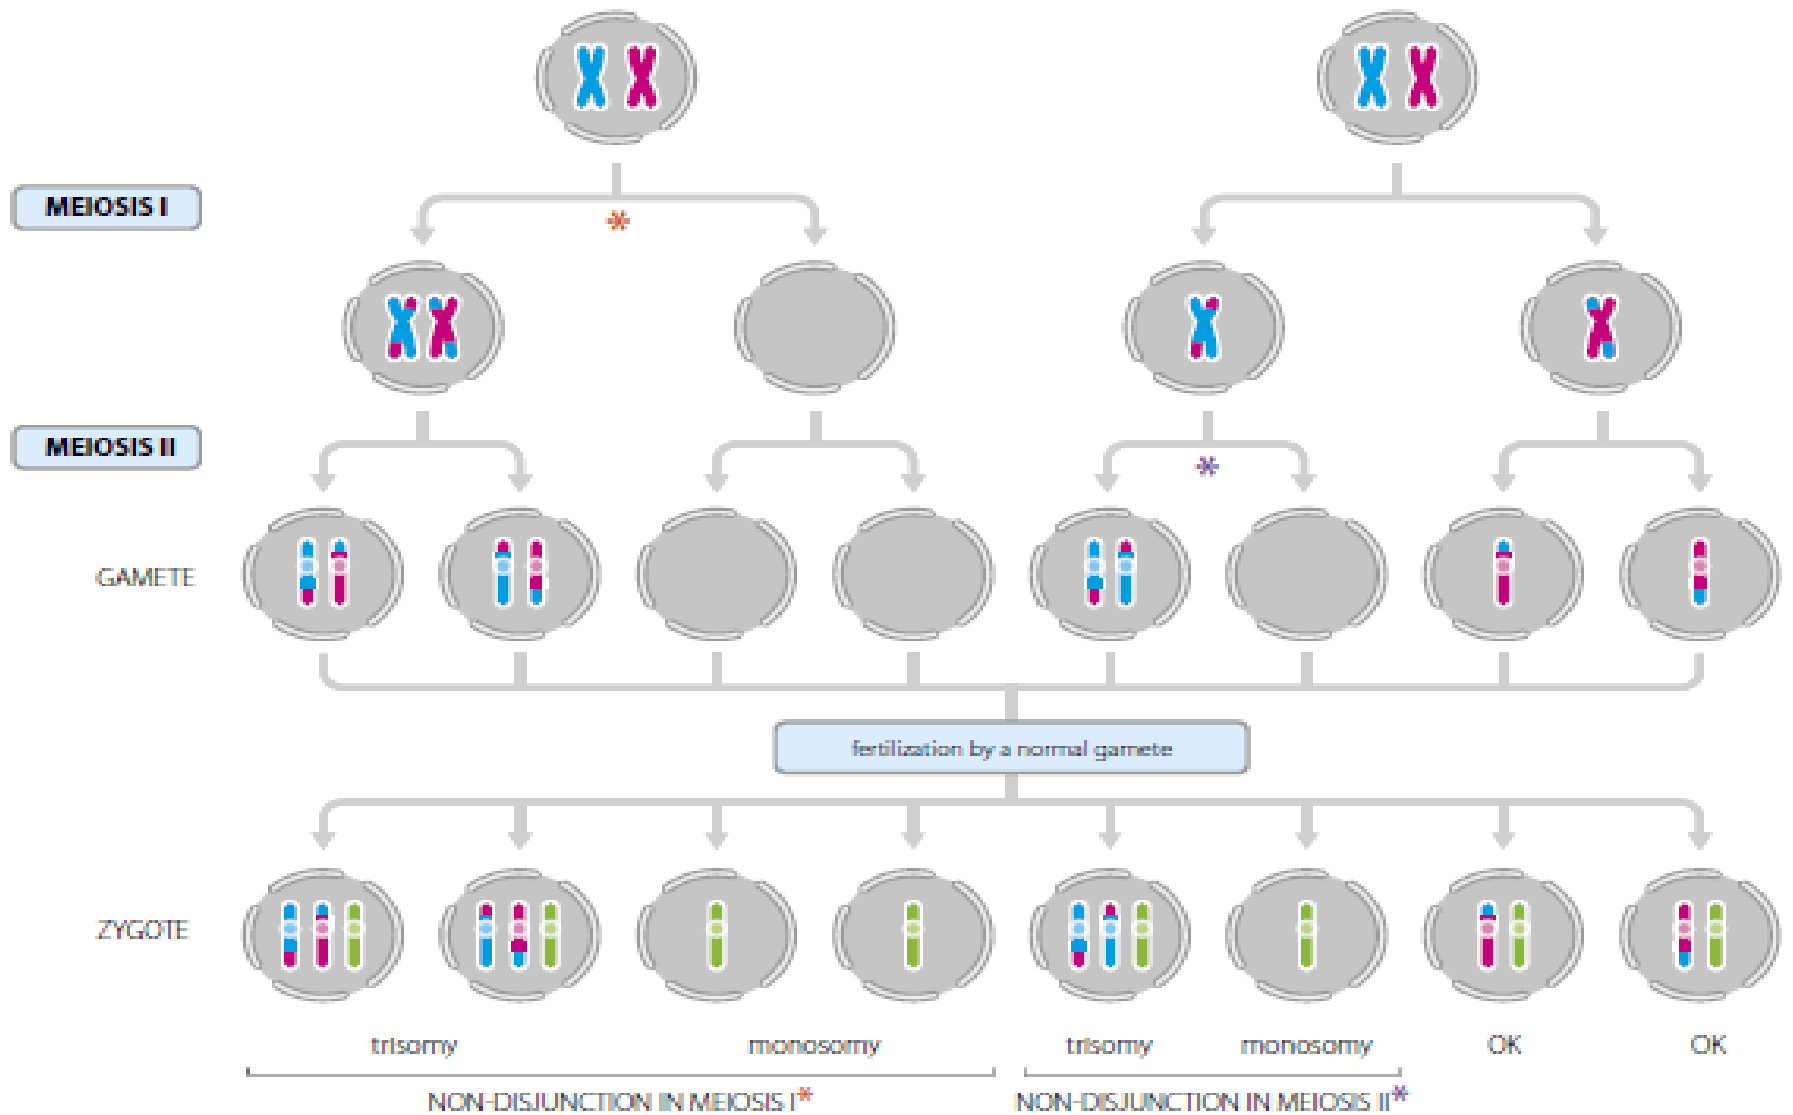 MEIOSIS I
*
MEIOSIS II
*
GAMETE
fertilization by a normal gamete
ZYGOTE
trisomy monosomy trisomy monosomy OK OK
NON-DISJUNCTION IN MEIOSIS I* NON-DISJUNCTION IN MEIOSIS II*